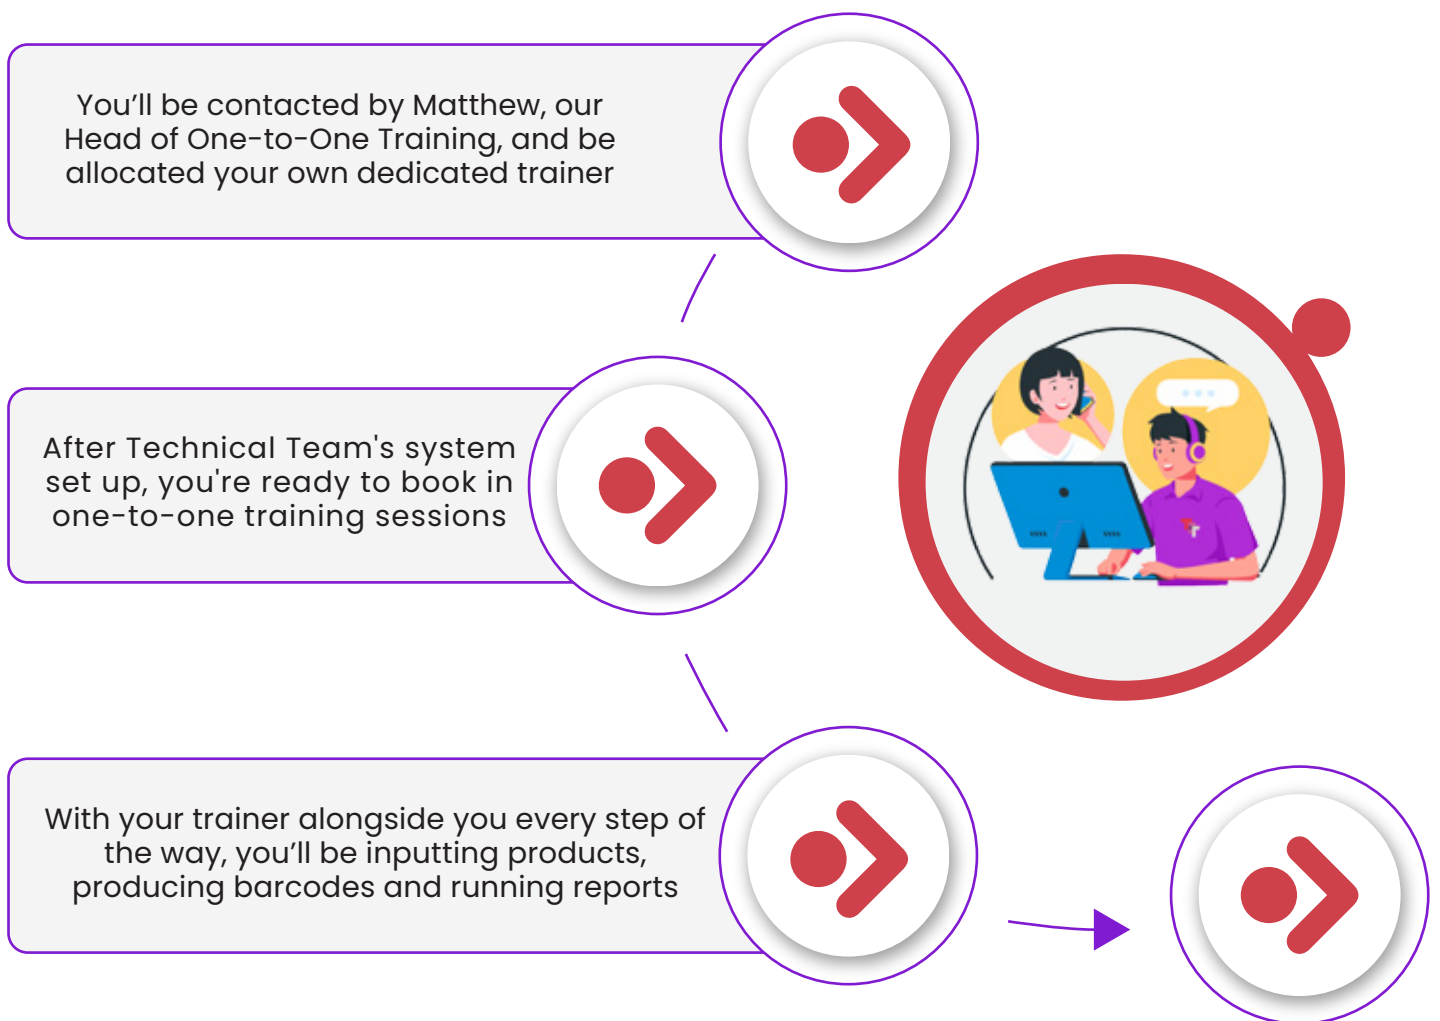 You’ll be contacted by Matthew, our
Head of One-to-One Training, and be
allocated your own dedicated trainer
After Technical Team's system
set up, you're ready to book in
one-to-one training sessions
With your trainer alongside you every step of
the way, you’ll be inputting products,
producing barcodes and running reports